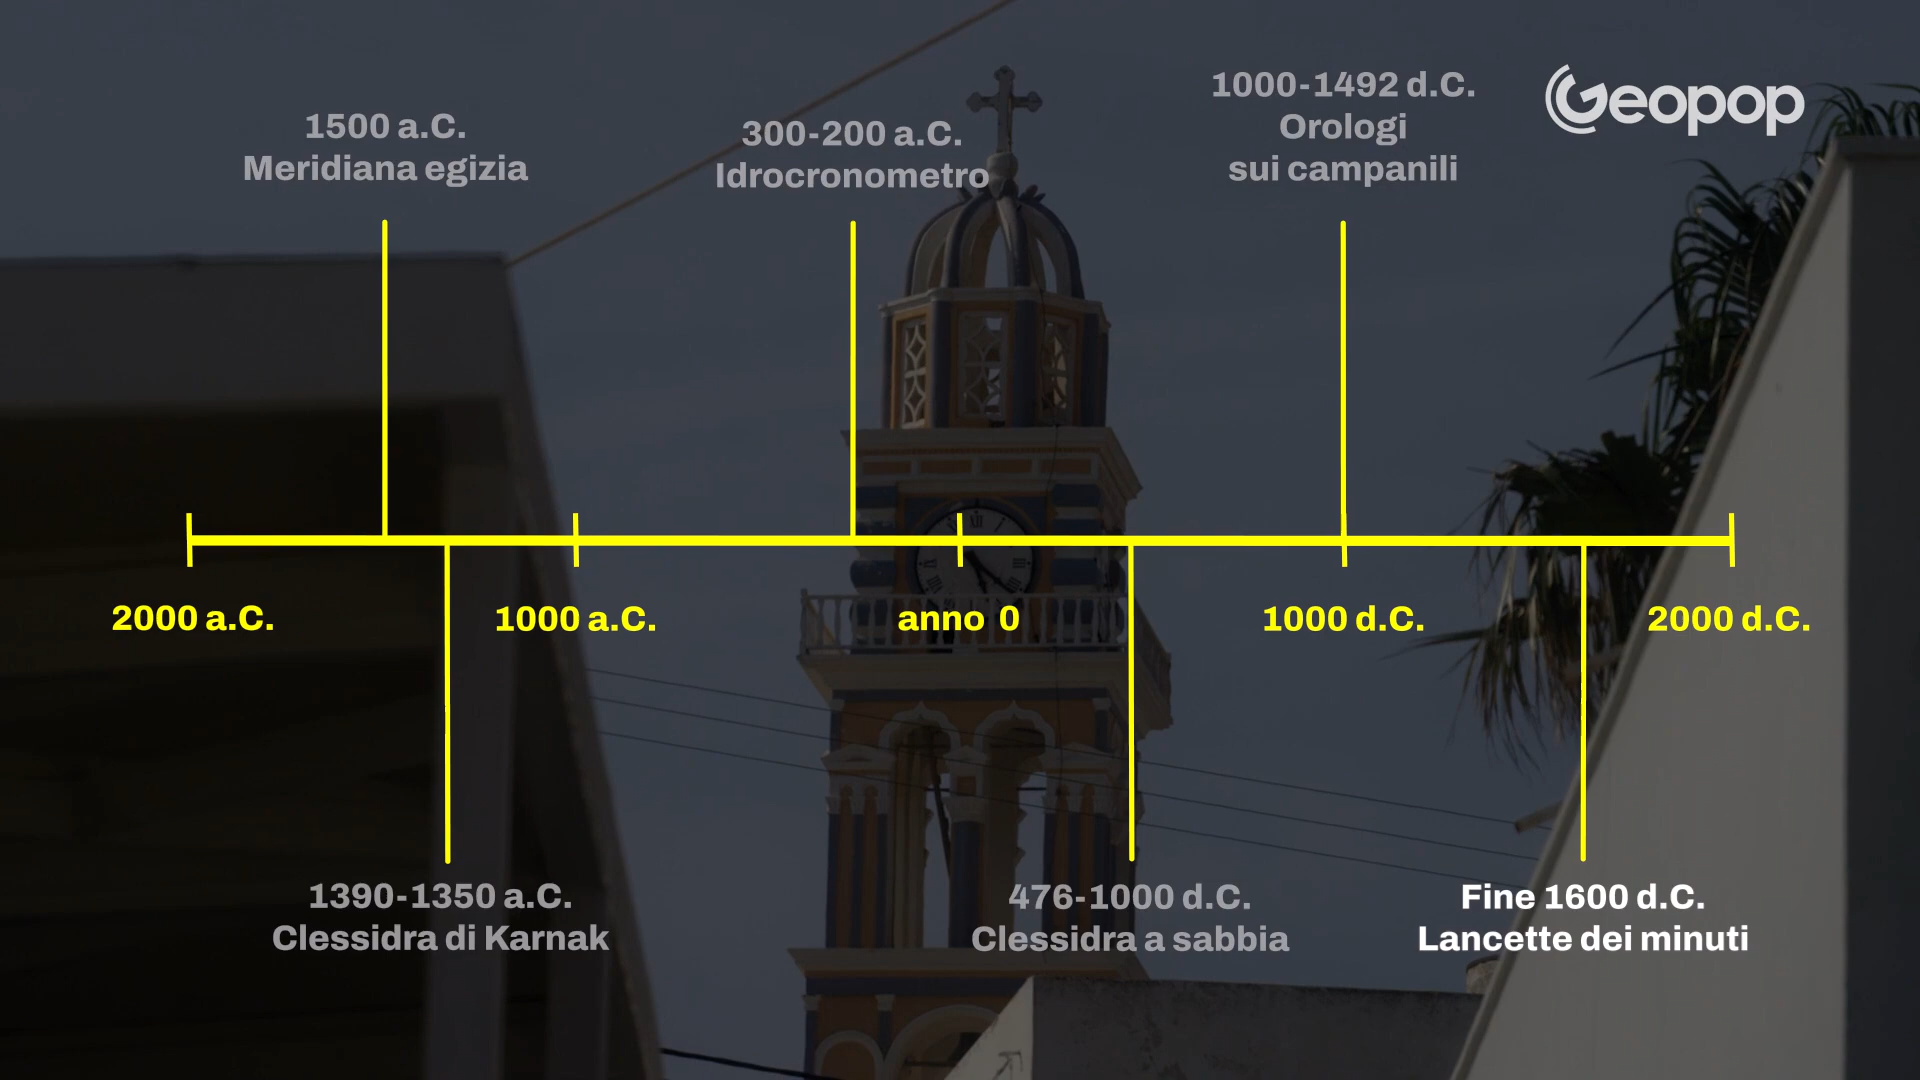 Geopop
1500 a.C.
Meridiana egizia
300-200 a.C.
Idrocronometro
1000-1492 d.C.
Orologi
sui campanili
2000 a.C.
1000 a.C.
anno 0
1000 d.C.
2000 d.C.
1390-1350 a.C.
Clessidra di Karnak
476-1000 d.C.
Clessidra a sabbia
Fine 1600 d.C.
Lancette dei minuti